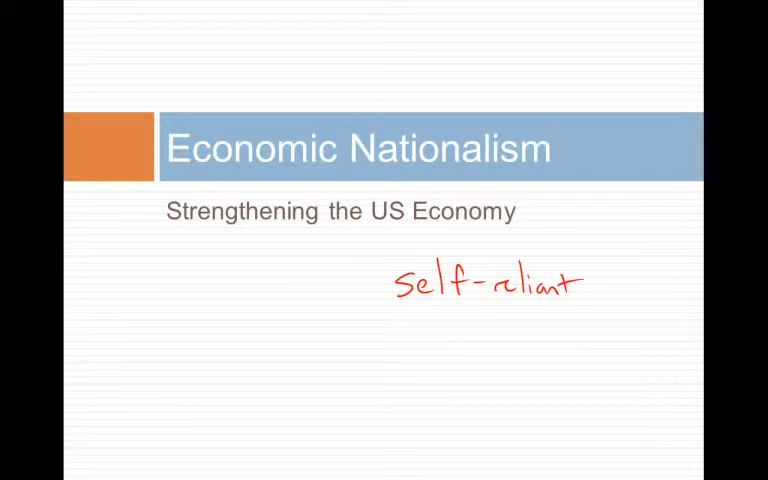 Economic Nationalism
Strengthening the US Economy
self-reliant